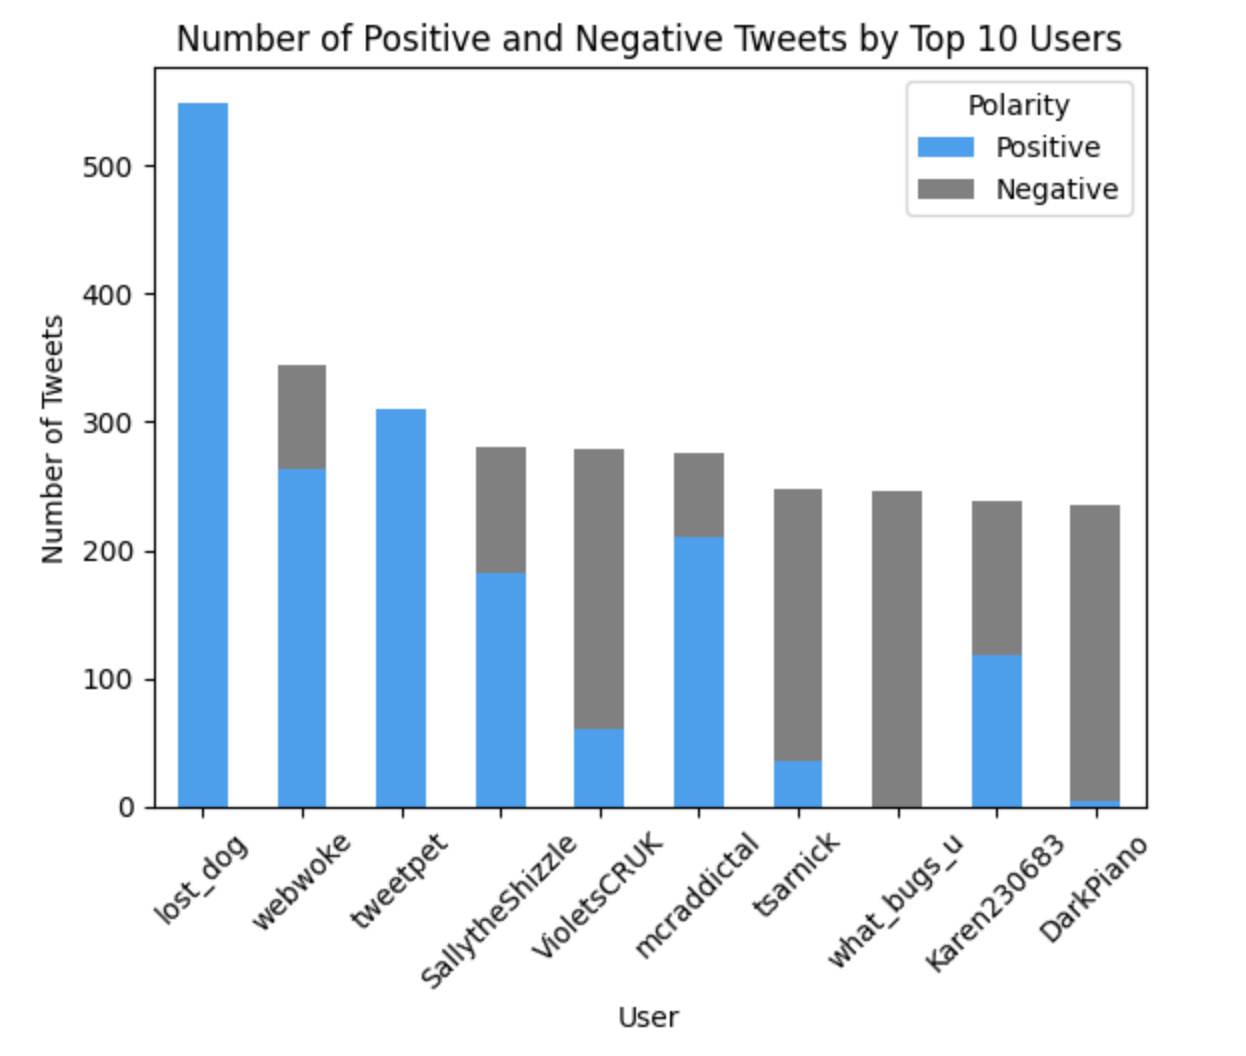 Number of Positive and Negative Tweets by Top 10 Users
Polarity
Positive
Negative
Number of Tweets
500
400
300
200
100
0
lost_dog
webwoke
tweetpet
SallytheShizzle
VioletsCRUK
mcraddictal
tsarnick
what_bugs_u
Karen230683
DarkPiano
User